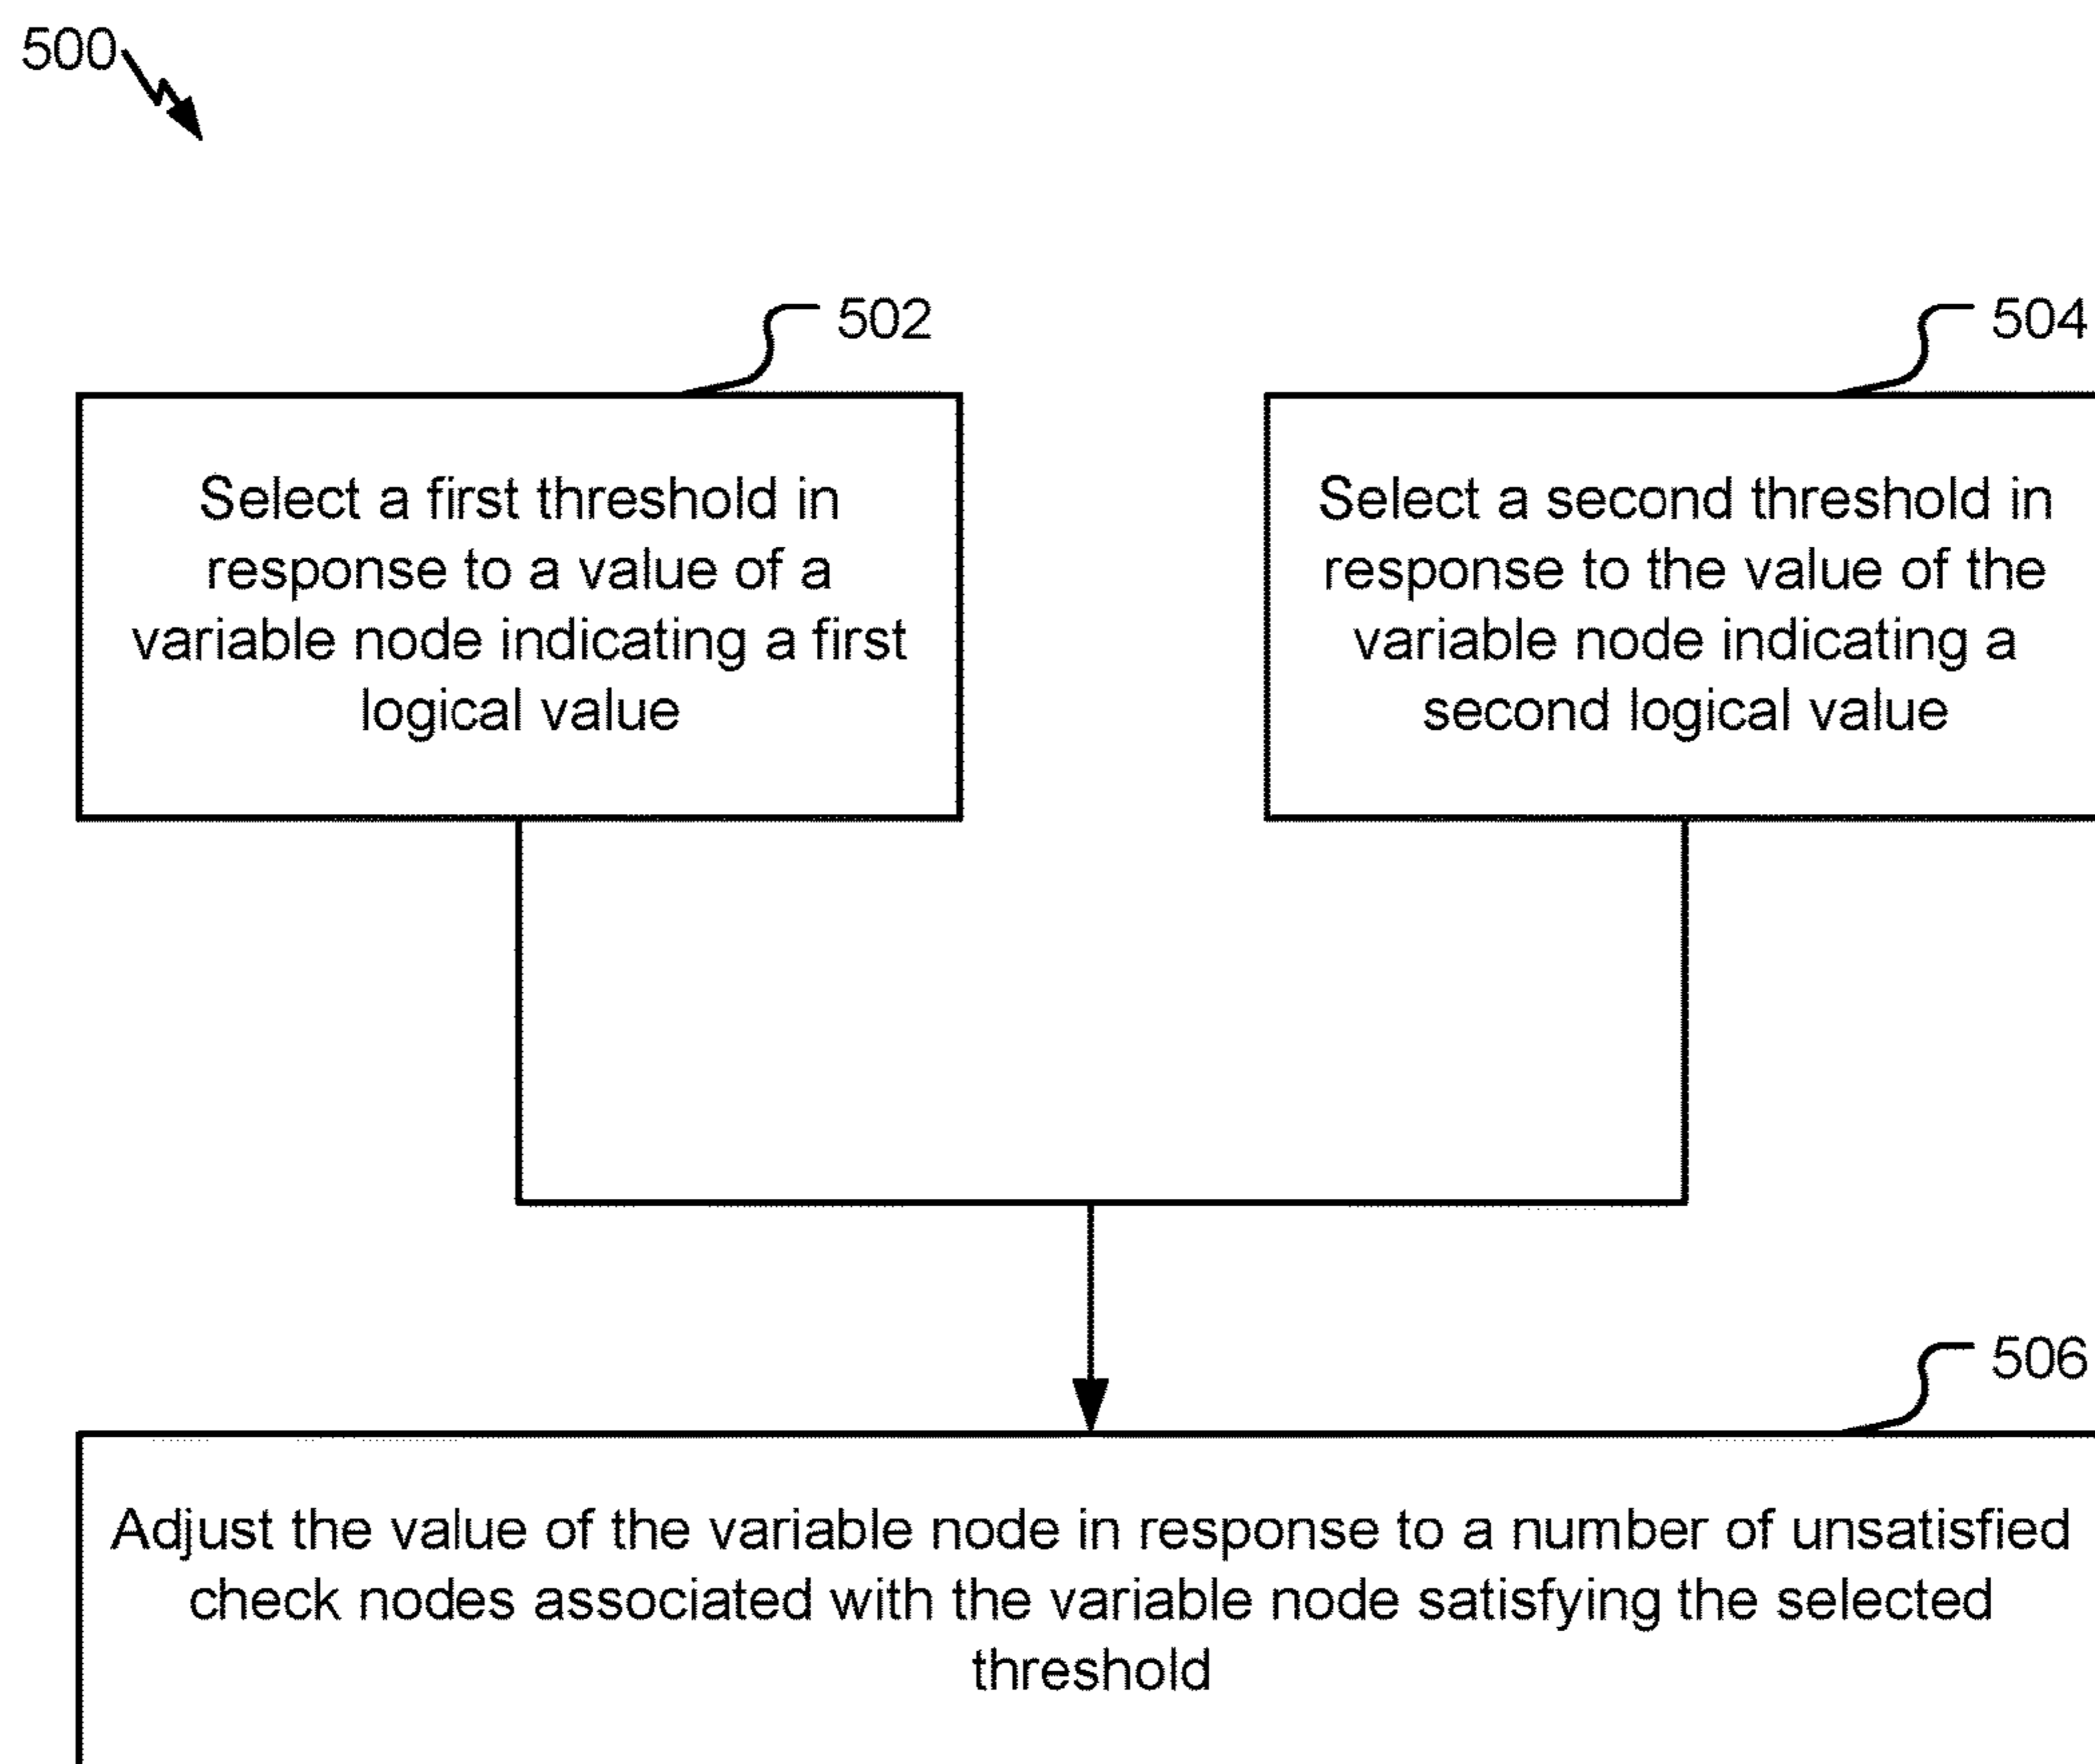 500
502
Select a first threshold in
response to a value of a
variable node indicating a first
logical value
504
Select a second threshold in
response to the value of the
variable node indicating a
second logical value
506
Adjust the value of the variable node in response to a number of unsatisfied
check nodes associated with the variable node satisfying the selected
threshold